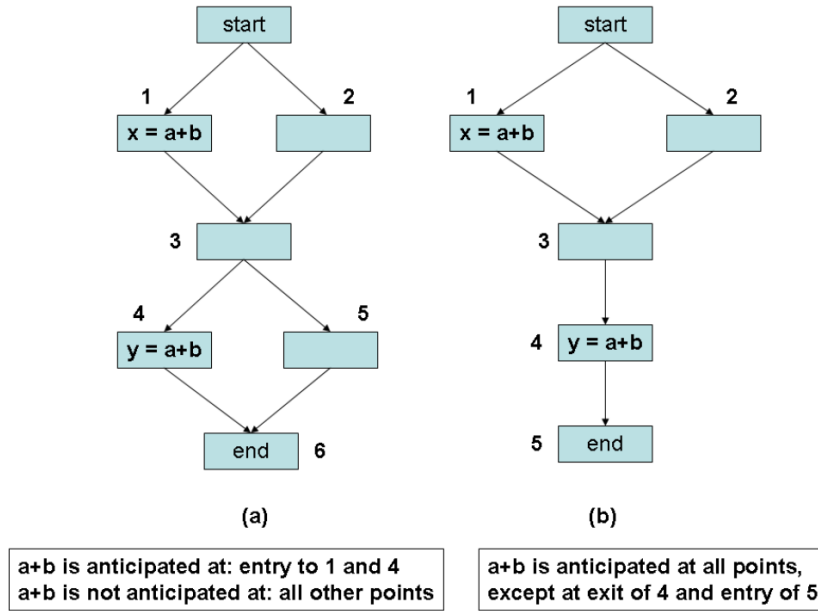 start
1
2
x = a+b
3
4
5
y = a+b
end
6
(a)
a+b is anticipated at: entry to 1 and 4
a+b is not anticipated at: all other points
start
1
2
x = a+b
3
4
y = a+b
5
end
(b)
a+b is anticipated at all points,
except at exit of 4 and entry of 5